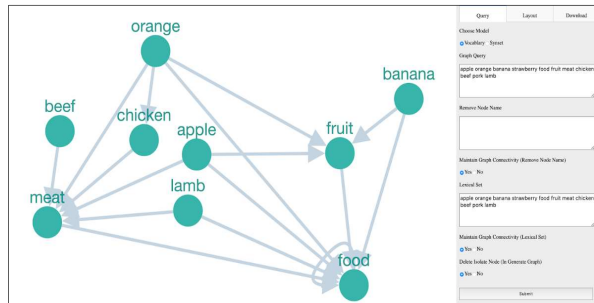 orange
banana
beef
chicken
apple
fruit
lamb
meat
food
Query Layout Download
Choose Model
Vocabulary Synset
Graph Query
apple orange banana strawberry food fruit meat chicken
beef pork lamb
Remove Node Name
Maintain Graph Connectivity (Remove Node Name)
Yes No
Lexical Set
apple orange banana strawberry food fruit meat chicken
beef pork lamb
Maintain Graph Connectivity (Lexical Set)
Yes No
Delete Isolate Node (In Generate Graph)
Yes No
Submit